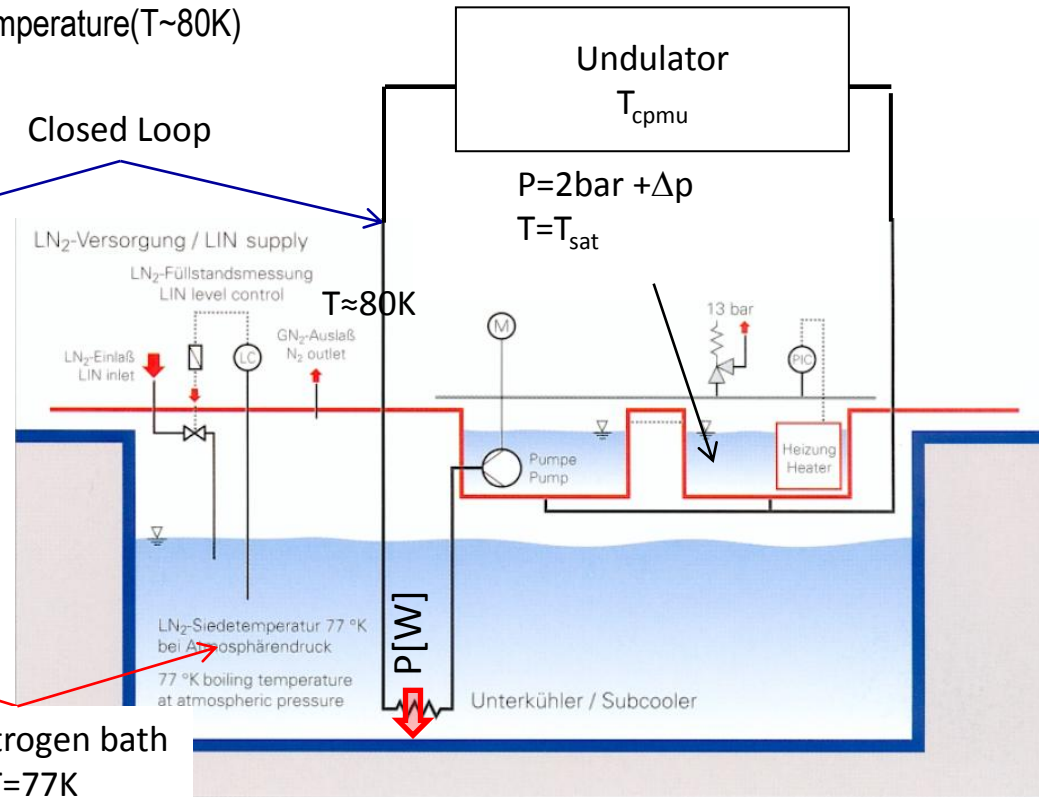 mperature(T~80K)
Undulator
T_cpmu
Closed Loop
P=2bar +Δp
T=T_sat
LN₂-Versorgung / LIN supply
LN₂-Füllstandsmessung
LIN level control
T≈80K
13 bar
M
GN₂-Auslaß
N₂ outlet
LC
PIC
LN₂-Einlaß
LIN inlet
Pumpe
Pump
Heizung
Heater
P[W]
LN₂-Siedetemperatur 77 °K
bei Atmosphärendruck
77 °K boiling temperature
at atmospheric pressure
Unterkühler / Subcooler
trogen bath
T=77K